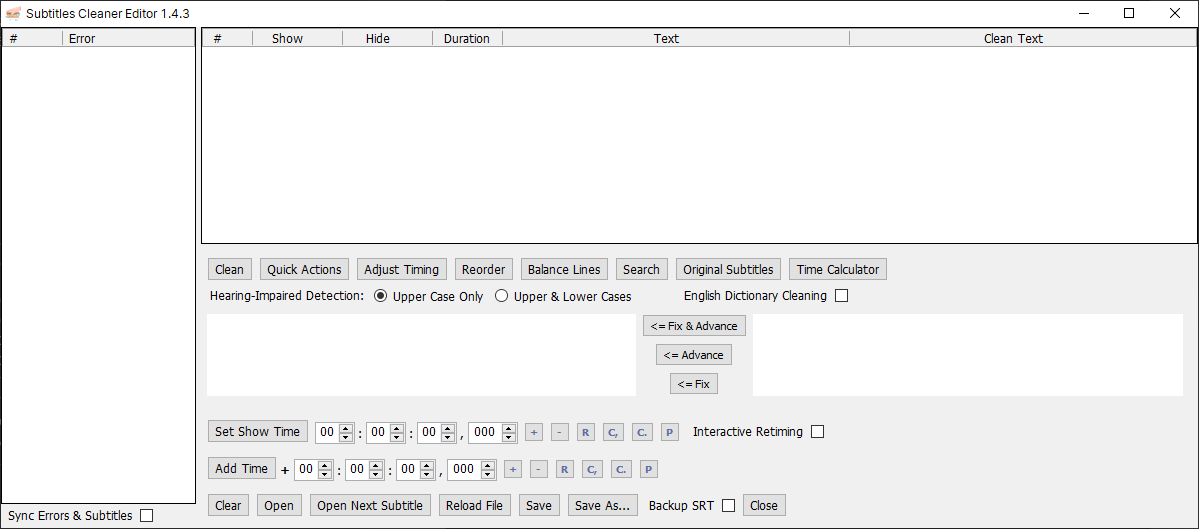 Subtitles Cleaner Editor 1.4.3
# Error
# Show Hide Duration Text Clean Text
Clean Quick Actions Adjust Timing Reorder Balance Lines Search Original Subtitles Time Calculator
Hearing-Impaired Detection: Upper Case Only Upper & Lower Cases English Dictionary Cleaning
<= Fix & Advance
<= Advance
<= Fix
Set Show Time 00 : 00 : 00 , 000 + - R C, C. P Interactive Retiming
Add Time + 00 : 00 : 00 , 000 + - R C, C. P
Clear Open Open Next Subtitle Reload File Save Save As... Backup SRT Close
Sync Errors & Subtitles